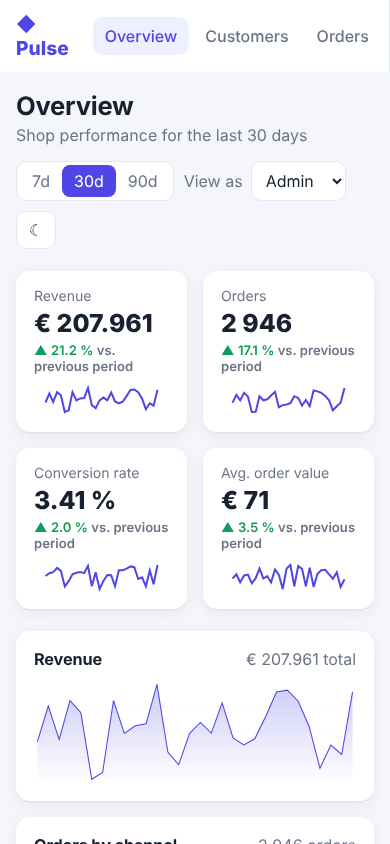 ◆ Pulse
Overview
Customers
Orders
Overview
Shop performance for the last 30 days
7d 30d 90d View as Admin
☾
Revenue
€ 207.961
▲ 21.2 % vs.
previous period
Orders
2 946
▲ 17.1 % vs. previous
period
Conversion rate
3.41 %
▲ 2.0 % vs. previous
period
Avg. order value
€ 71
▲ 3.5 % vs. previous
period
Revenue
€ 207.961 total
Orders by channel
2 946 orders